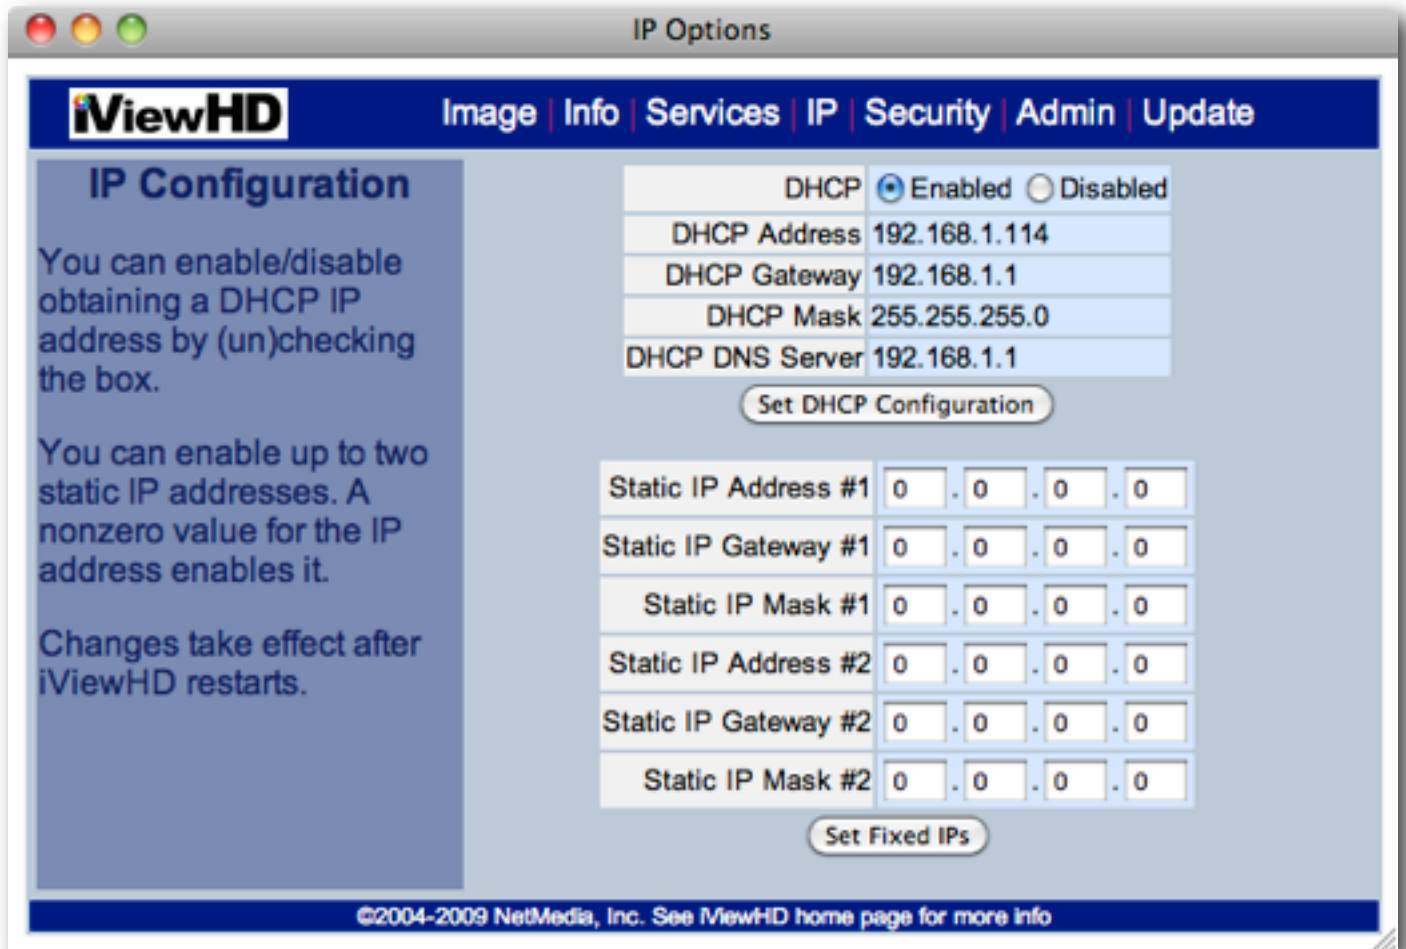 IP Options
iViewHD
Image | Info | Services | IP | Security | Admin | Update
IP Configuration
You can enable/disable
obtaining a DHCP IP
address by (un)checking
the box.
You can enable up to two
static IP addresses. A
nonzero value for the IP
address enables it.
Changes take effect after
iViewHD restarts.
DHCP Enabled Disabled
DHCP Address 192.168.1.114
DHCP Gateway 192.168.1.1
DHCP Mask 255.255.255.0
DHCP DNS Server 192.168.1.1
Set DHCP Configuration
Static IP Address #1 0 . 0 . 0 . 0
Static IP Gateway #1 0 . 0 . 0 . 0
Static IP Mask #1 0 . 0 . 0 . 0
Static IP Address #2 0 . 0 . 0 . 0
Static IP Gateway #2 0 . 0 . 0 . 0
Static IP Mask #2 0 . 0 . 0 . 0
Set Fixed IPs
©2004-2009 NetMedia, Inc. See iViewHD home page for more info